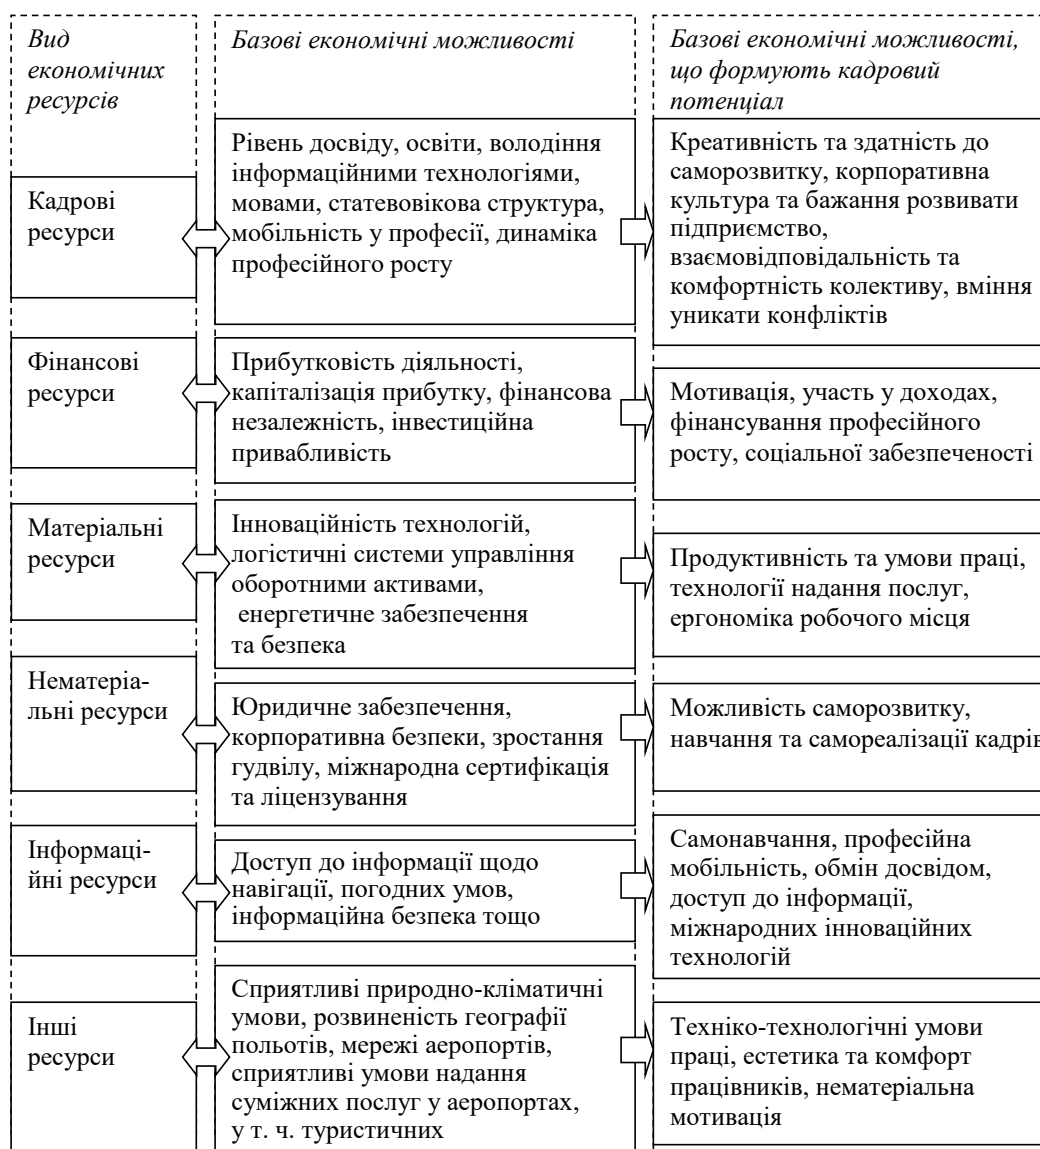 Вид
економічних
ресурсів
Базові економічні можливості
Базові економічні можливості,
що формують кадровий
потенціал
Кадрові
ресурси
Рівень досвіду, освіти, володіння
інформаційними технологіями,
мовами, статевовікова структура,
мобільність у професії, динаміка
професійного росту
Креативність та здатність до
саморозвитку, корпоративна
культура та бажання розвивати
підприємство,
взаємовідповідальність та
комфортність колективу, вміння
уникати конфліктів
Фінансові
ресурси
Прибутковість діяльності,
капіталізація прибутку, фінансова
незалежність, інвестиційна
привабливість
Мотивація, участь у доходах,
фінансування професійного
росту, соціальної забезпеченості
Матеріальні
ресурси
Інноваційність технологій,
логістичні системи управління
оборотними активами,
енергетичне забезпечення
та безпека
Продуктивність та умови праці,
технології надання послуг,
ергономіка робочого місця
Нематеріа-
льні ресурси
Юридичне забезпечення,
корпоративна безпеки, зростання
гудвілу, міжнародна сертифікація
та ліцензування
Можливість саморозвитку,
навчання та самореалізації кадрів
Інформаці-
йні ресурси
Доступ до інформації щодо
навігації, погодних умов,
інформаційна безпека тощо
Самонавчання, професійна
мобільність, обмін досвідом,
доступ до інформації,
міжнародних інноваційних
технологій
Інші
ресурси
Сприятливі природно-кліматичні
умови, розвиненість географії
польотів, мережі аеропортів,
сприятливі умови надання
суміжних послуг у аеропортах,
у т. ч. туристичних
Техніко-технологічні умови
праці, естетика та комфорт
працівників, нематеріальна
мотивація